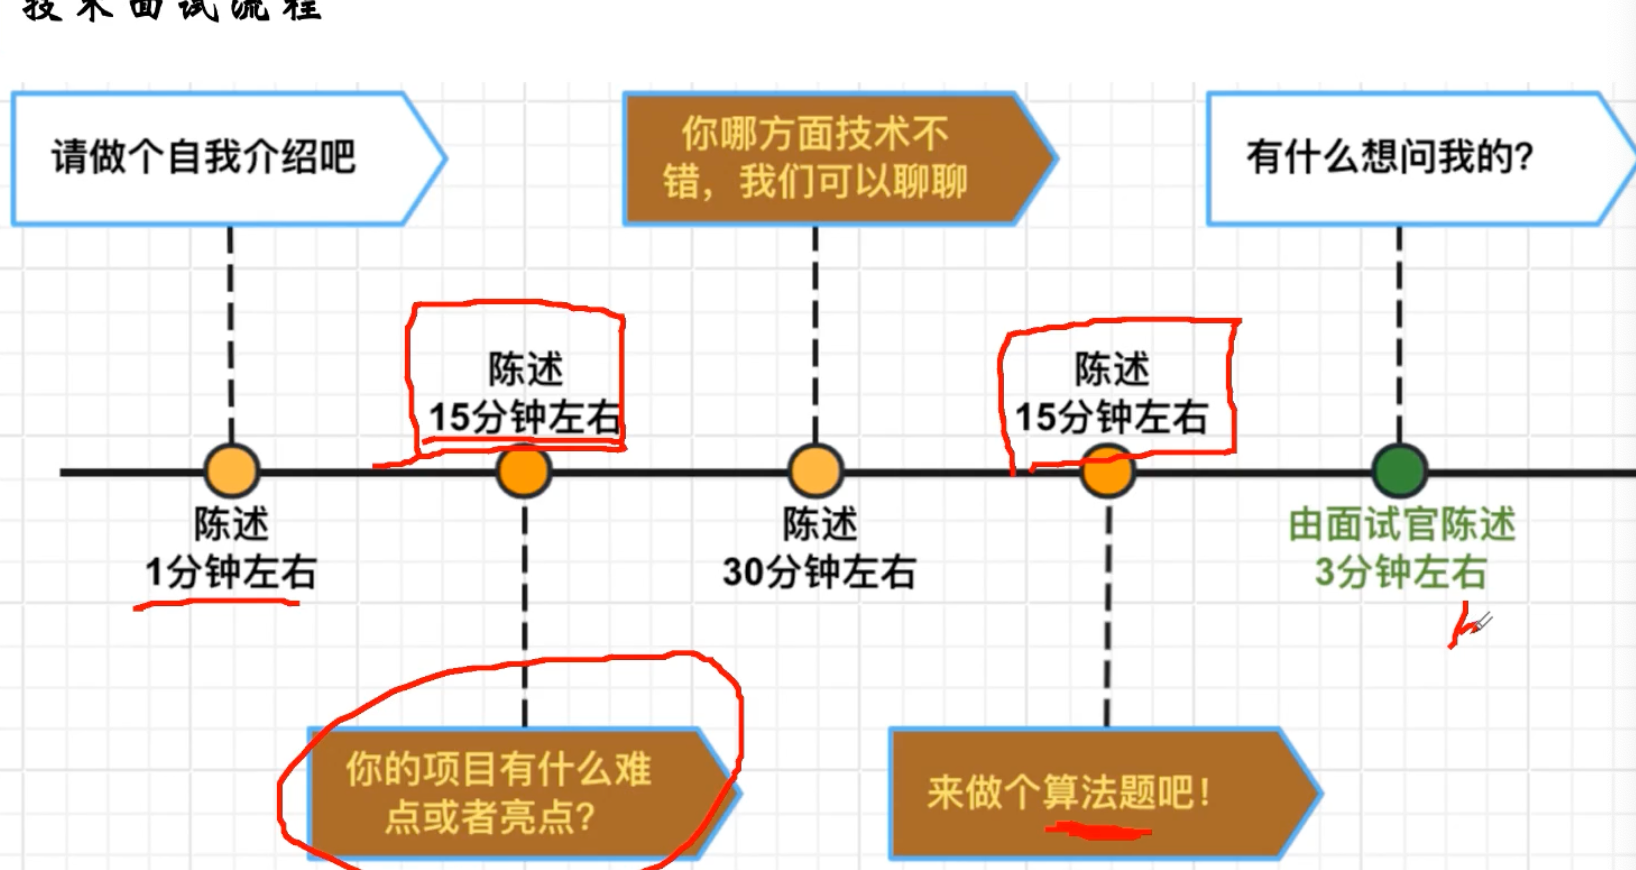 技术面试流程
请做个自我介绍吧
你哪方面技术不
错，我们可以聊聊
有什么想问我的?
陈述
15分钟左右
陈述
15分钟左右
陈述
1分钟左右
陈述
30分钟左右
由面试官陈述
3分钟左右
你的项目有什么难
点或者亮点?
来做个算法题吧!